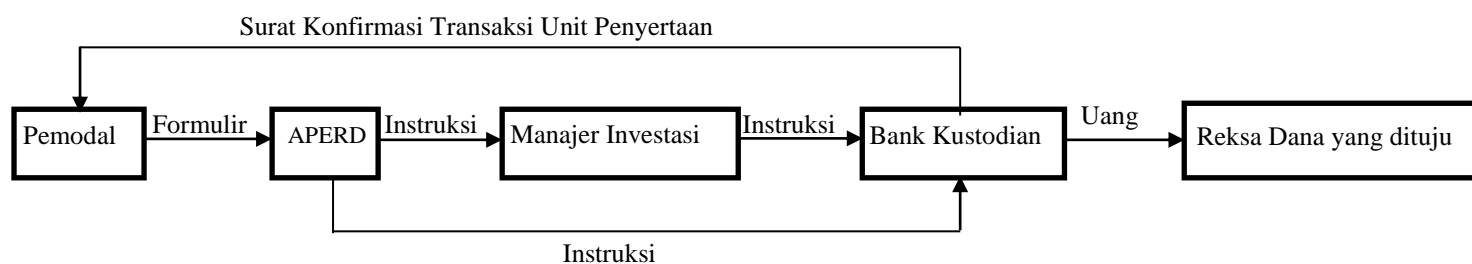 Surat Konfirmasi Transaksi Unit Penyertaan
Pemodal
Formulir
APERD
Instruksi
Manajer Investasi
Instruksi
Bank Kustodian
Uang
Reksa Dana yang dituju
Instruksi